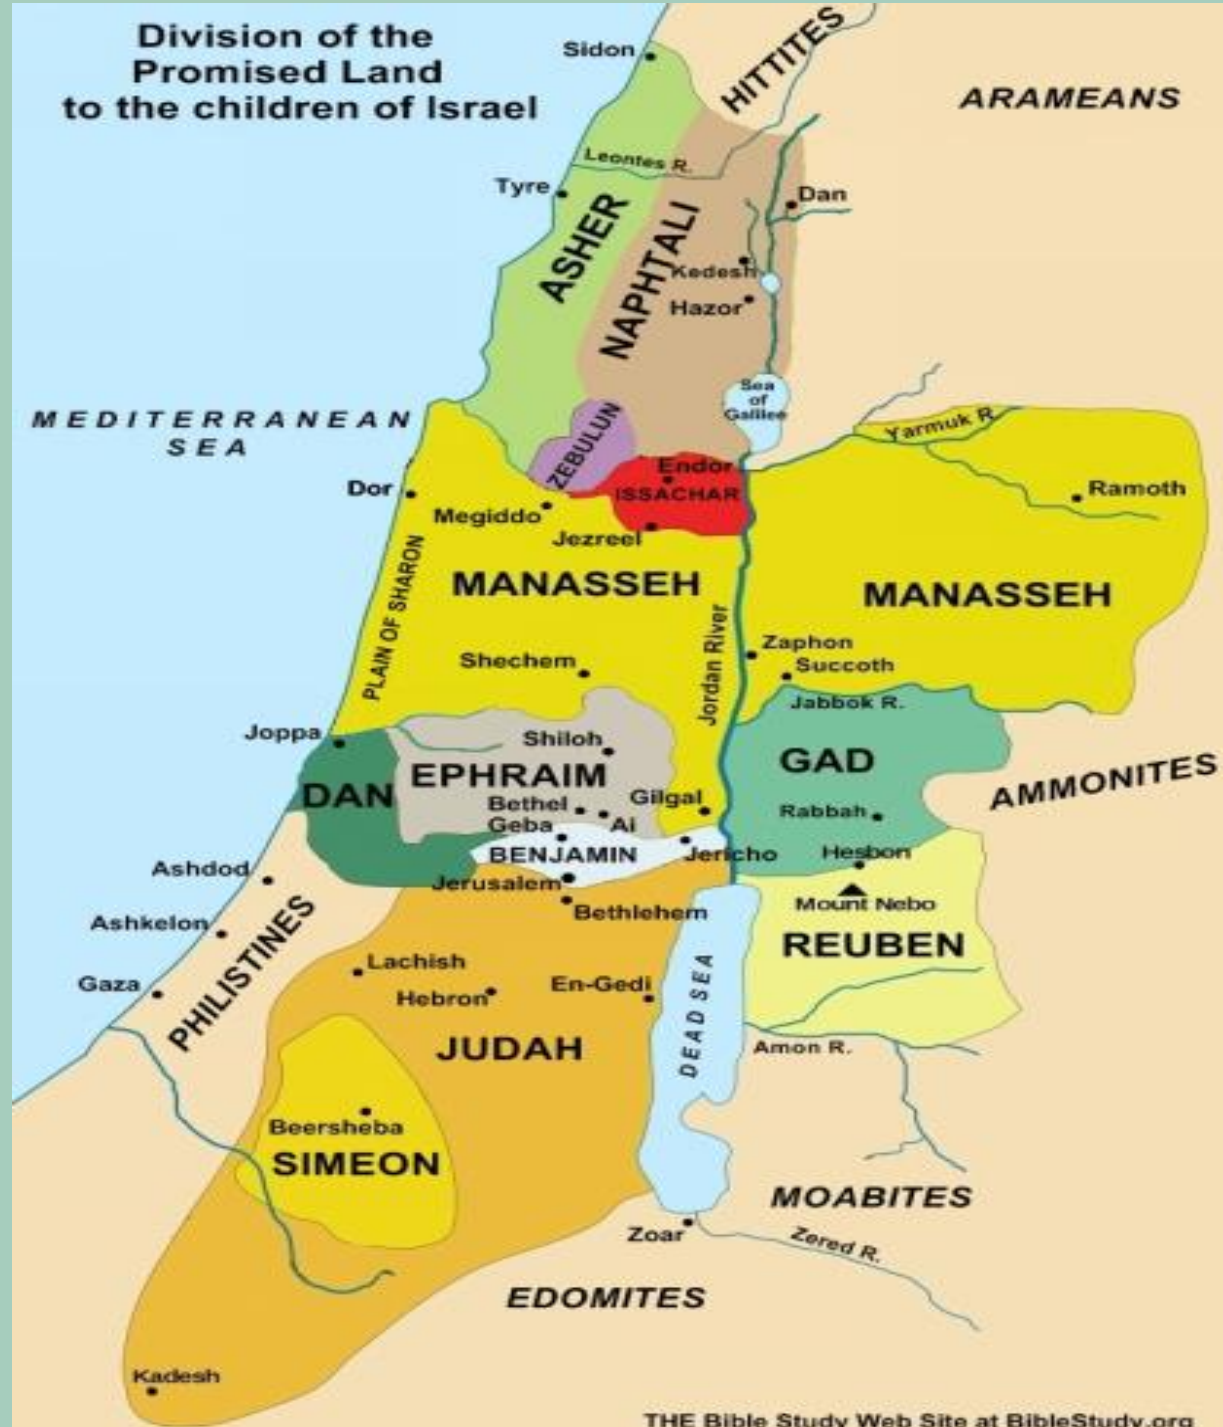 Division of the
Promised Land
to the children of Israel
Sidon
HITTITES
ARAMEANS
Leontes R.
Tyre
Dan
ASHER
NAPHTALI
Kedesh
Hazor
Sea
of
Galilee
MEDITERRANEAN
SEA
ZEBULUN
Yarmuk R.
Endor
ISSACHAR
Dor
Ramoth
Megiddo
Jezreel
PLAIN OF SHARON
MANASSEH
MANASSEH
Jordan River
Zaphon
Shechem
Succoth
Jabbok R.
Joppa
Shiloh
GAD
DAN
EPHRAIM
AMMONITES
Bethel
Gilgal
Rabbah
Geba
Ai
BENJAMIN
Jericho
Hesbon
Ashdod
Jerusalem
Mount Nebo
Bethlehem
Ashkelon
PHILISTINES
REUBEN
Lachish
Gaza
Hebron
En-Gedi
DEAD SEA
JUDAH
Arnon R.
Beersheba
SIMEON
MOABITES
Zoar
Zered R.
EDOMITES
Kadesh
THE Bible Study Web Site at BibleStudy.org